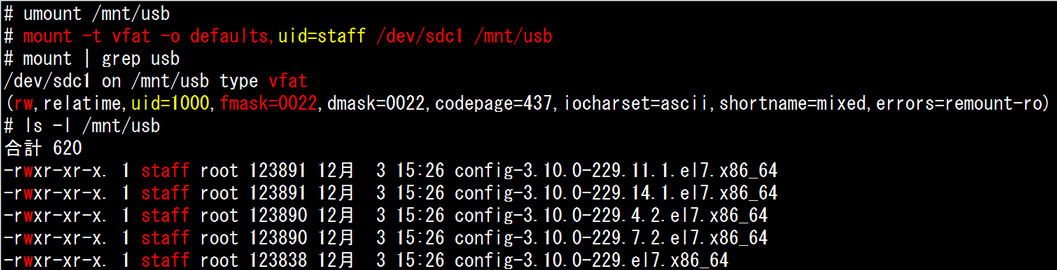 # umount /mnt/usb
# mount -t vfat -o defaults,uid=staff /dev/sdc1 /mnt/usb
# mount | grep usb
/dev/sdc1 on /mnt/usb type vfat
(rw,relatime,uid=1000,fmask=0022,dmask=0022,codepage=437,iocharset=ascii,shortname=mixed,errors=remount-ro)
# ls -l /mnt/usb
合計 620
-rwxr-xr-x. 1 staff root 123891 12月  3 15:26 config-3.10.0-229.11.1.el7.x86_64
-rwxr-xr-x. 1 staff root 123891 12月  3 15:26 config-3.10.0-229.14.1.el7.x86_64
-rwxr-xr-x. 1 staff root 123890 12月  3 15:26 config-3.10.0-229.4.2.el7.x86_64
-rwxr-xr-x. 1 staff root 123890 12月  3 15:26 config-3.10.0-229.7.2.el7.x86_64
-rwxr-xr-x. 1 staff root 123838 12月  3 15:26 config-3.10.0-229.el7.x86_64